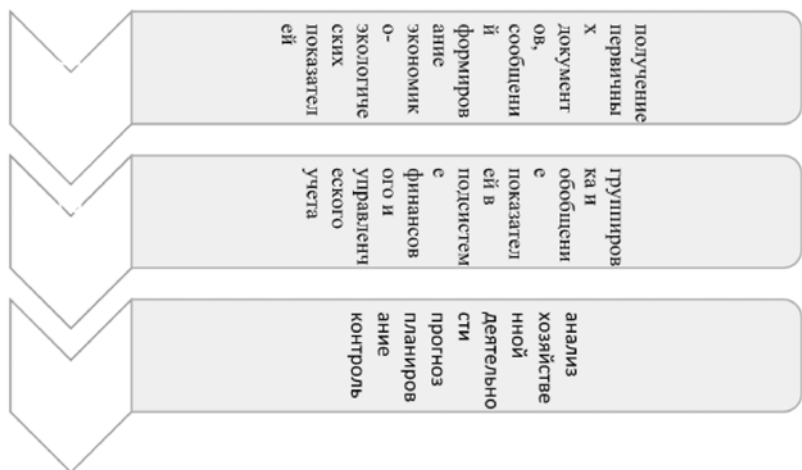 получение
первичны
х
документ
ов,
сообщени
й
формиров
ание
экономик
о-
экологиче
ских
показател
ей
группиров
ка и
обобщени
е
показател
ей в
подсистем
е
финансов
ого и
управленч
еского
учета
анализ
хозяйстве
нной
деятельно
сти
прогноз
планиров
ание
контроль